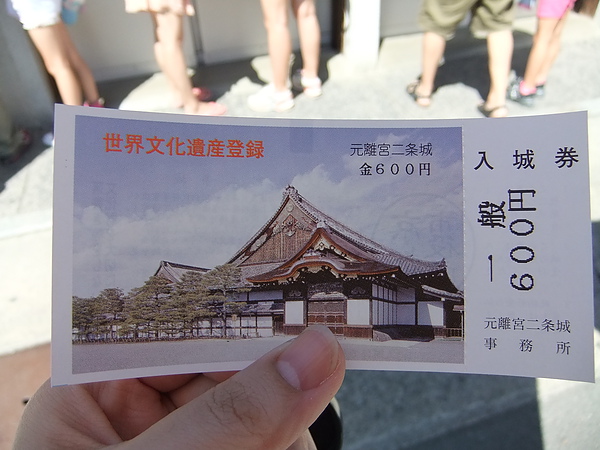 世界文化遺産登録
元離宮二条城
金600円
入城券
一般
600円
元離宮二条城
事務所